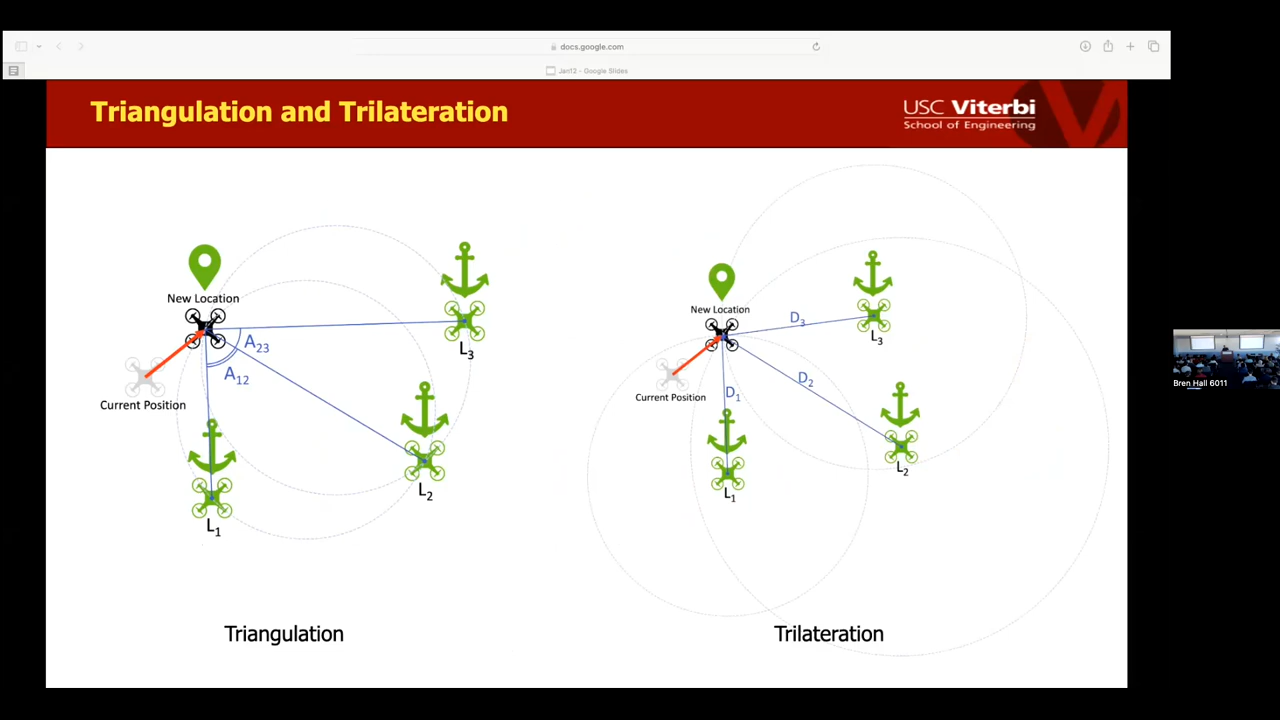 docs.google.com
Jan12 - Google Slides
Triangulation and Trilateration
USC Viterbi
School of Engineering
New Location
A23
A12
Current Position
L3
L2
L1
Triangulation
New Location
D3
D2
D1
Current Position
L3
L2
L1
Trilateration
Bren Hall 6011